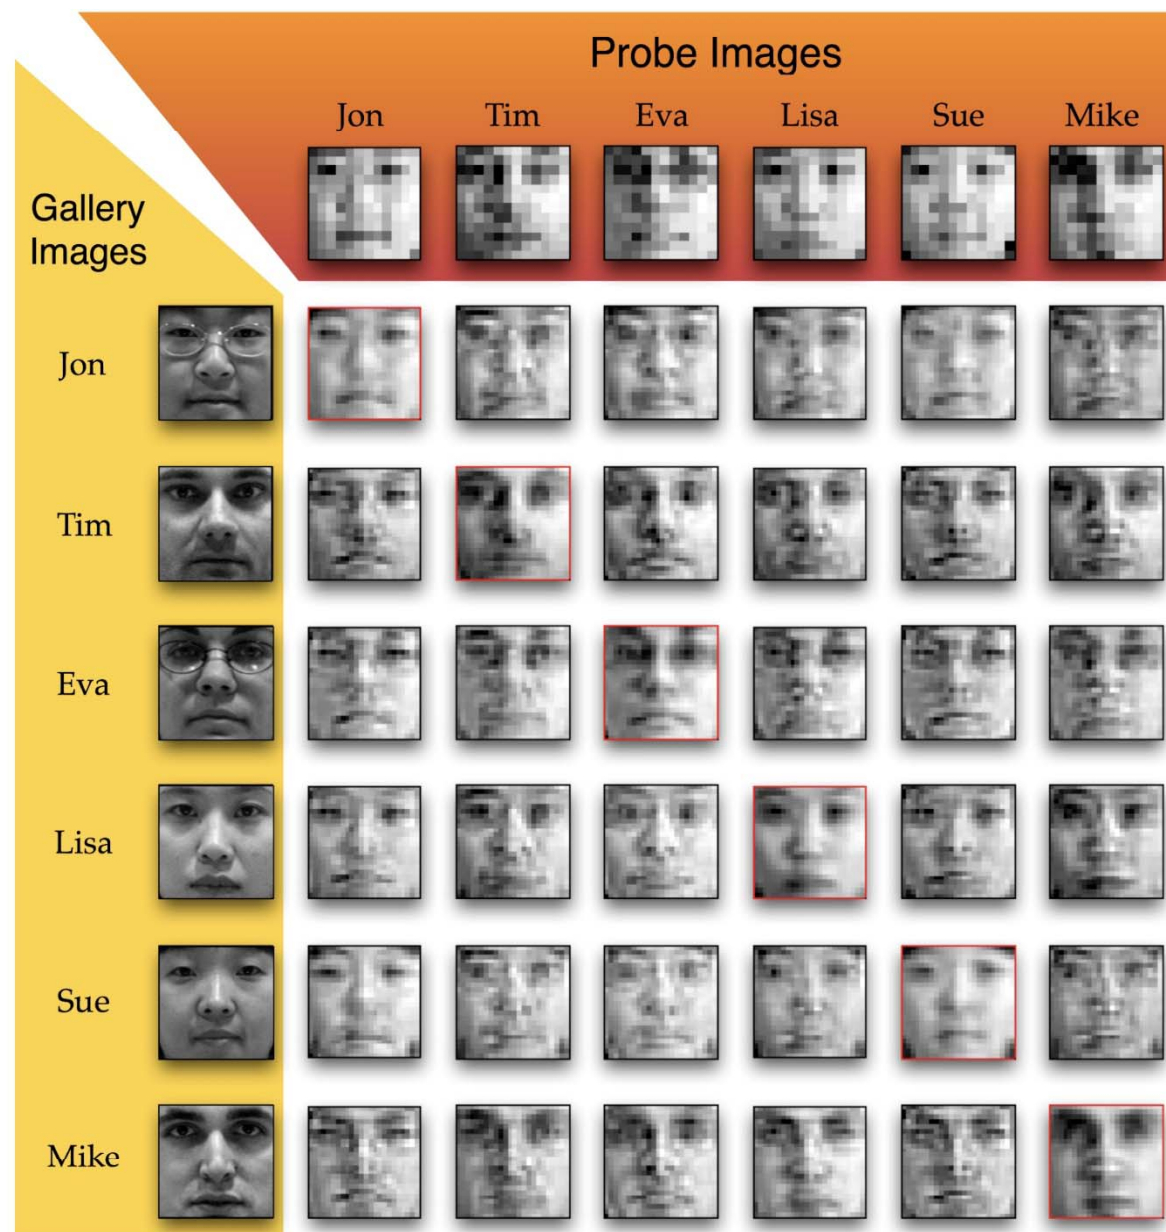 Probe Images
Jon Tim Eva Lisa Sue Mike
Gallery
Images
Jon
Tim
Eva
Lisa
Sue
Mike